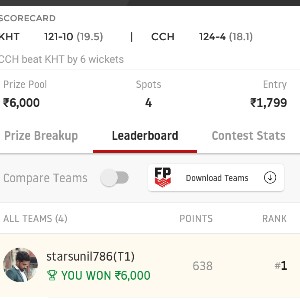 SCORECARD
KHT 121-10 (19.5) | CCH 124-4 (18.1)
CCH beat KHT by 6 wickets
Prize Pool Spots Entry
₹6,000 4 ₹1,799
Prize Breakup Leaderboard Contest Stats
Compare Teams FP Download Teams
ALL TEAMS (4) POINTS RANK
starsunil786(T1)
YOU WON ₹6,000 638 #1